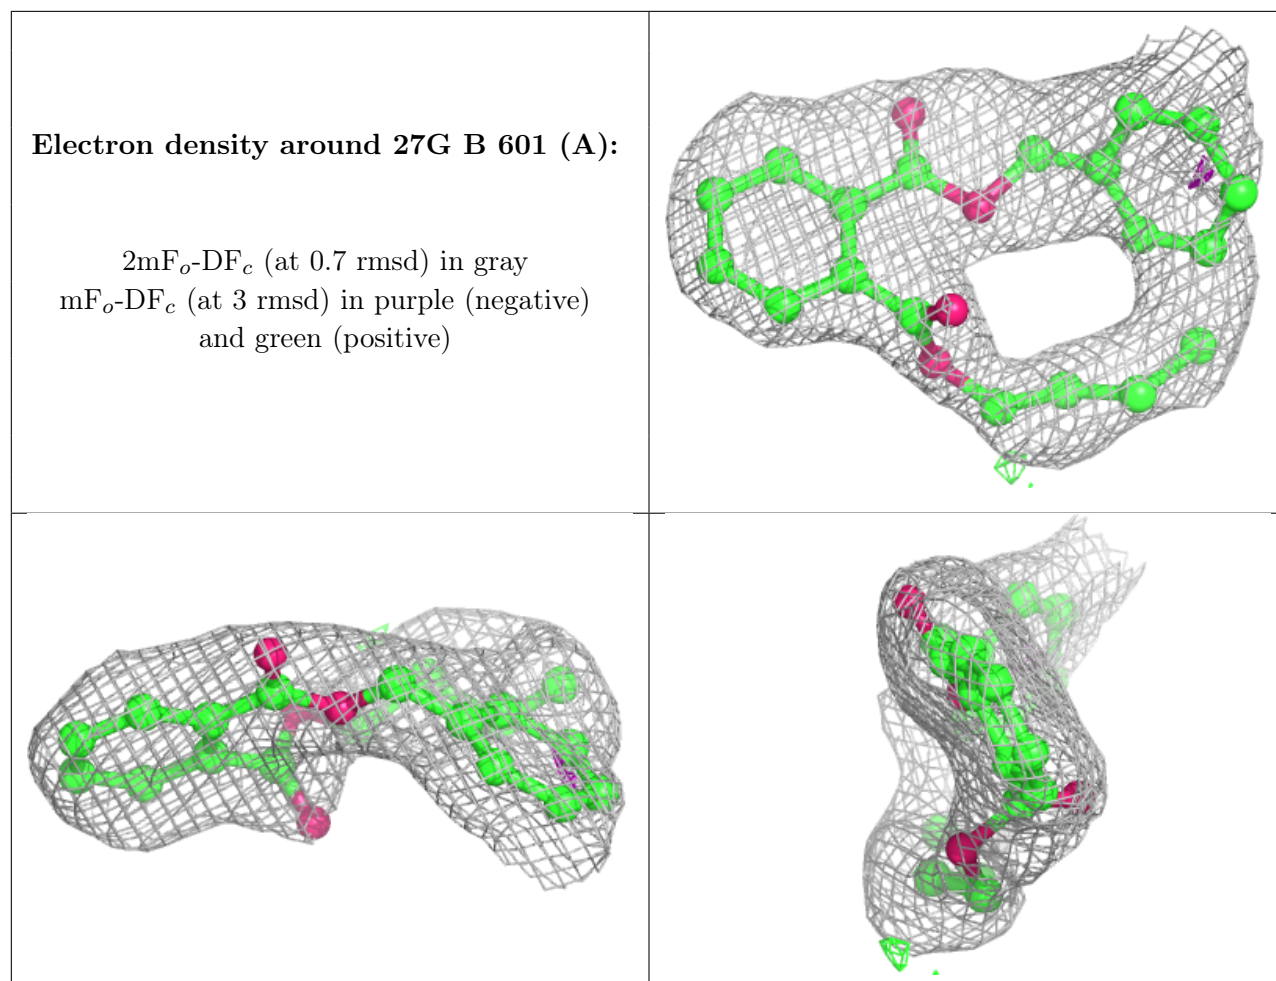 Electron density around 27G B 601 (A):
2mFo-DFc (at 0.7 rmsd) in gray
mFo-DFc (at 3 rmsd) in purple (negative)
and green (positive)